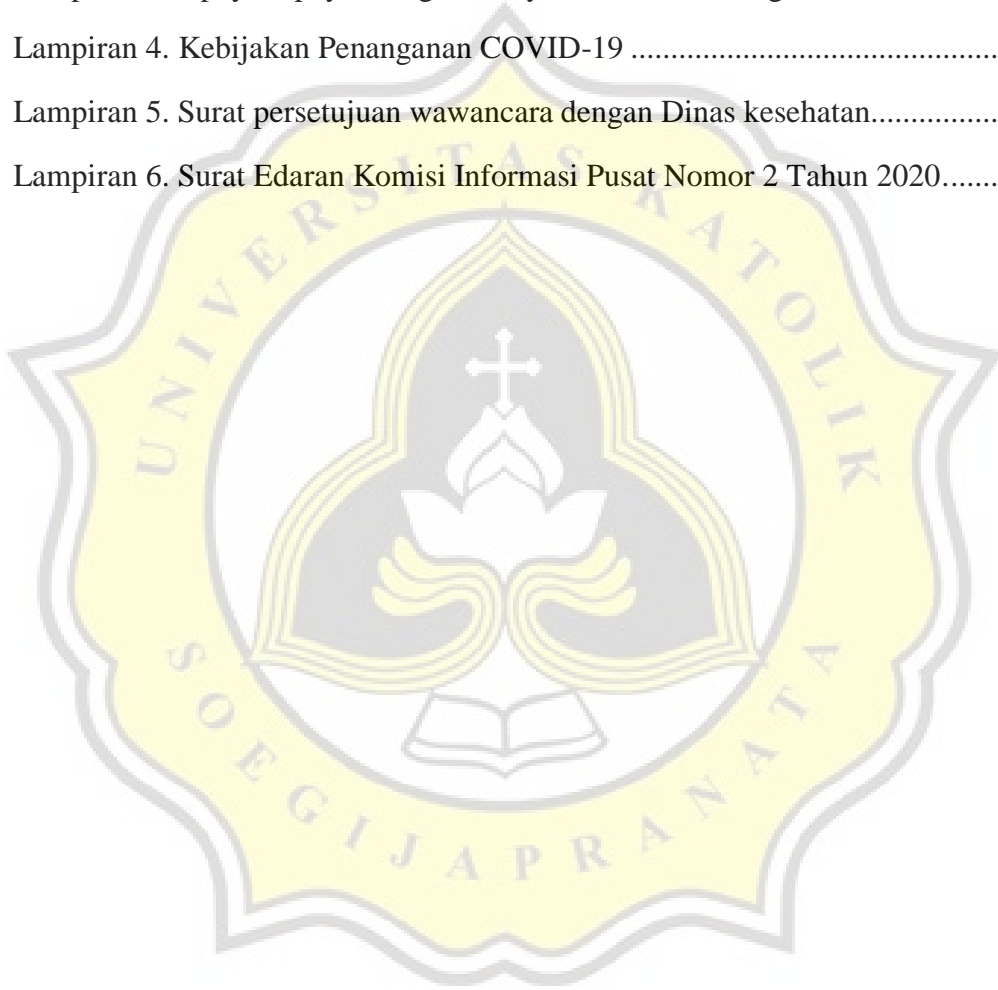 Lampiran 4. Kebijakan Penanganan COVID-19 ...............................................
Lampiran 5. Surat persetujuan wawancara dengan Dinas kesehatan................
Lampiran 6. Surat Edaran Komisi Informasi Pusat Nomor 2 Tahun 2020.......
UNIVERSITAS KATOLIK
SOEGIJAPRANATA